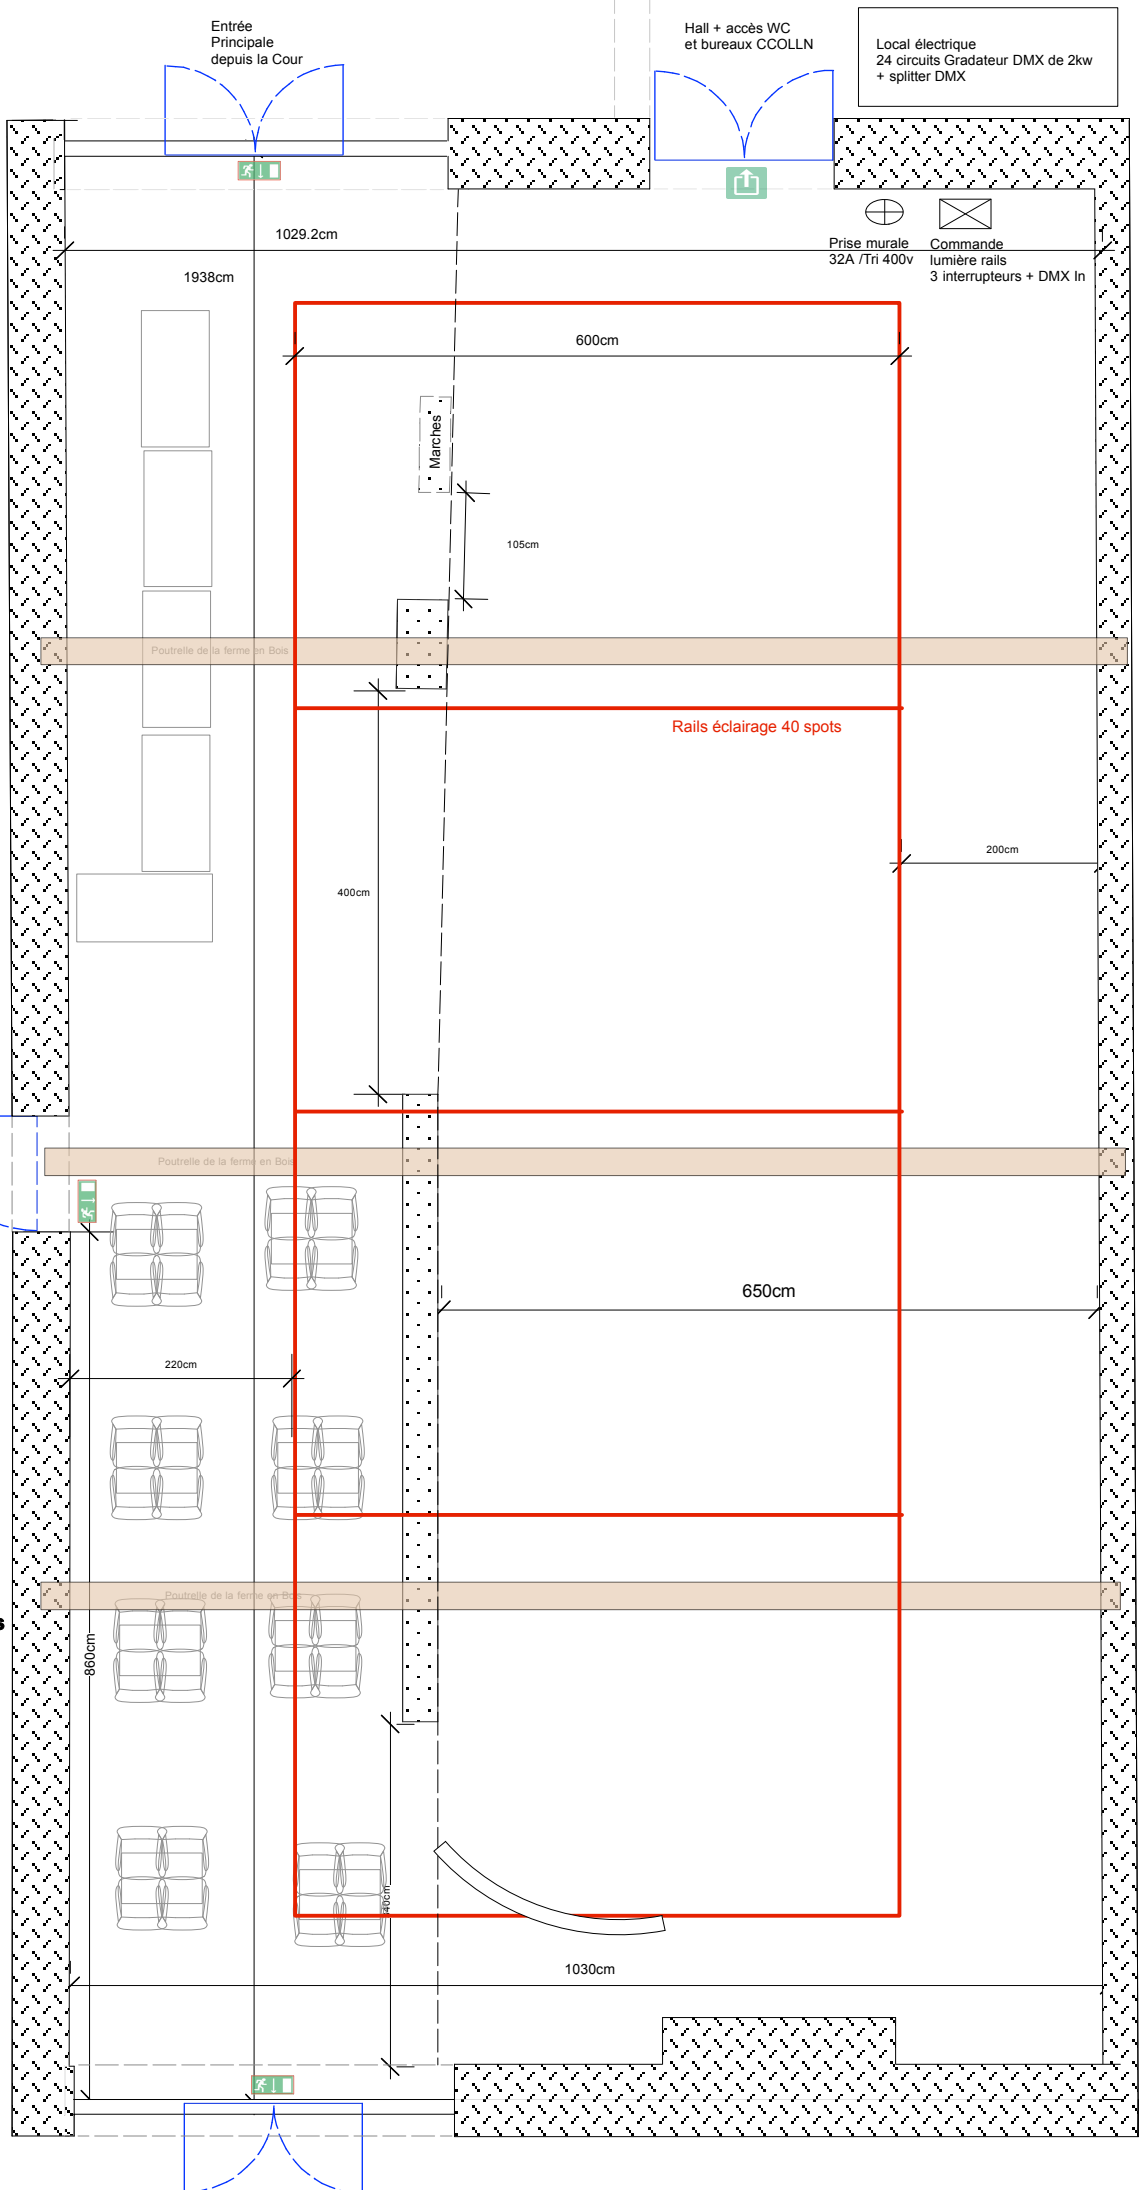 Entrée
Principale
depuis la Cour
Hall + accès WC
et bureaux CCOLLN
Local électrique
24 circuits Gradateur DMX de 2kw
+ splitter DMX
1029.2cm
Prise murale
32A /Tri 400v
Commande
lumière rails
3 interrupteurs + DMX In
1938cm
600cm
Marches
105cm
Poutrelle de la ferme en Bois
Rails éclairage 40 spots
200cm
400cm
Poutrelle de la ferme en Bois
650cm
220cm
Poutrelle de la ferme en Bois
860cm
1030cm